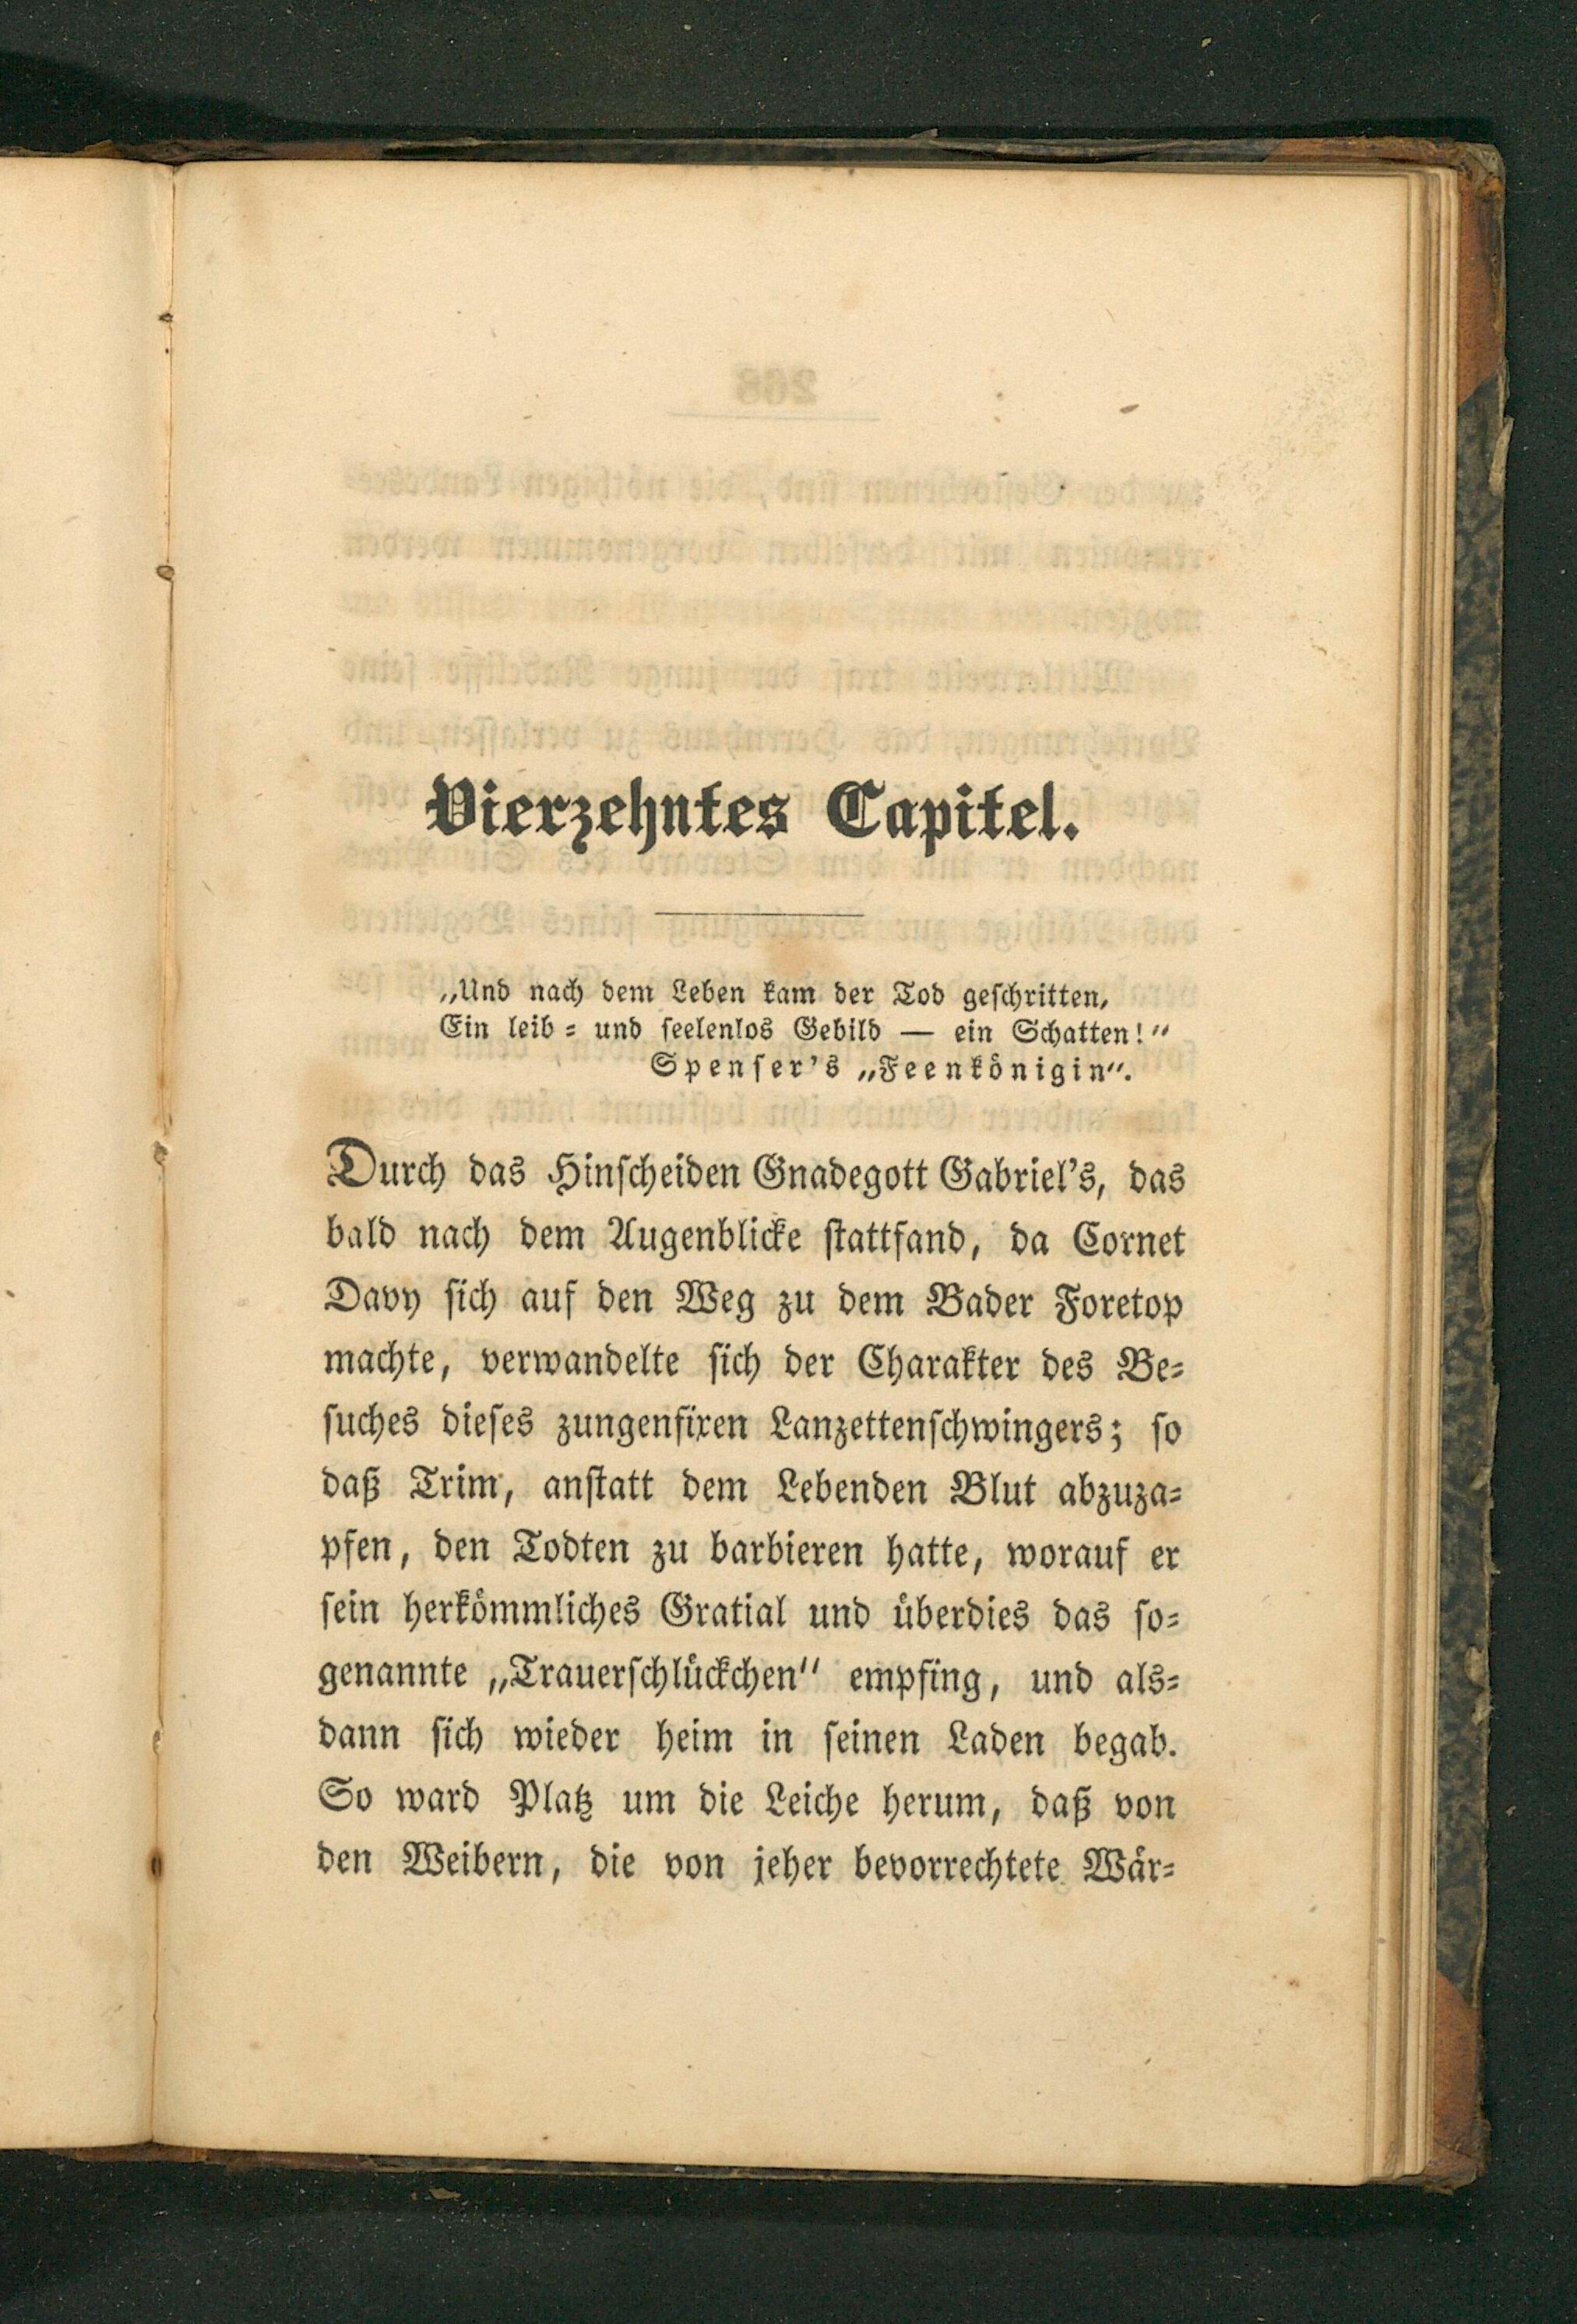 Vierzehntes Capitel.
„Und nach dem Leben kam der Tod geschritten,
Ein leib= und seelenlos Gebild — ein Schatten!“
Spenser's „Feenkönigin“.
Durch das Hinscheiden Gnadegott Gabriel's, das
bald nach dem Augenblicke stattfand, da Cornet
Davy sich auf den Weg zu dem Bader Foretop
machte, verwandelte sich der Charakter des Be=
suches dieses zungenfixen Lanzettenschwingers; so
daß Trim, anstatt dem Lebenden Blut abzuza=
pfen, den Todten zu barbieren hatte, worauf er
sein herkömmliches Gratial und überdies das so=
genannte „Trauerschlückchen“ empfing, und als=
dann sich wieder heim in seinen Laden begab.
So ward Platz um die Leiche herum, daß von
den Weibern, die von jeher bevorrechtete Wär=